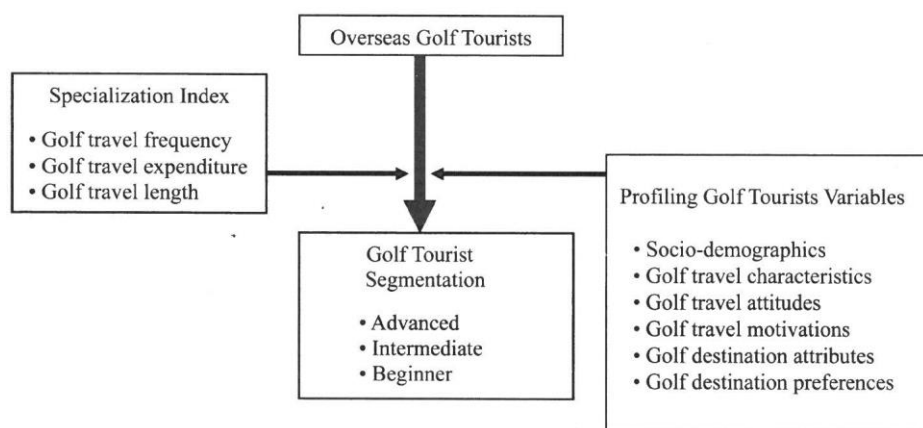 Overseas Golf Tourists
Specialization Index
• Golf travel frequency
• Golf travel expenditure
• Golf travel length
Profiling Golf Tourists Variables
• Socio-demographics
• Golf travel characteristics
• Golf travel attitudes
• Golf travel motivations
• Golf destination attributes
• Golf destination preferences
Golf Tourist
Segmentation
• Advanced
• Intermediate
• Beginner